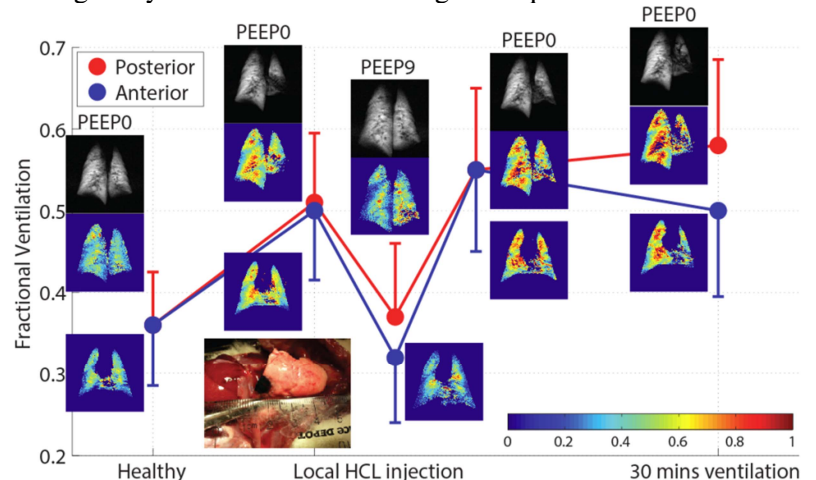 PEEP0
PEEP0
PEEP9
PEEP0
PEEP0
Posterior
Anterior
0.7
0.6
0.5
0.4
0.3
0.2
Fractional Ventilation
CE DEPOT
0
0.2
0.4
0.6
0.8
1
Healthy
Local HCL injection
30 mins ventilation